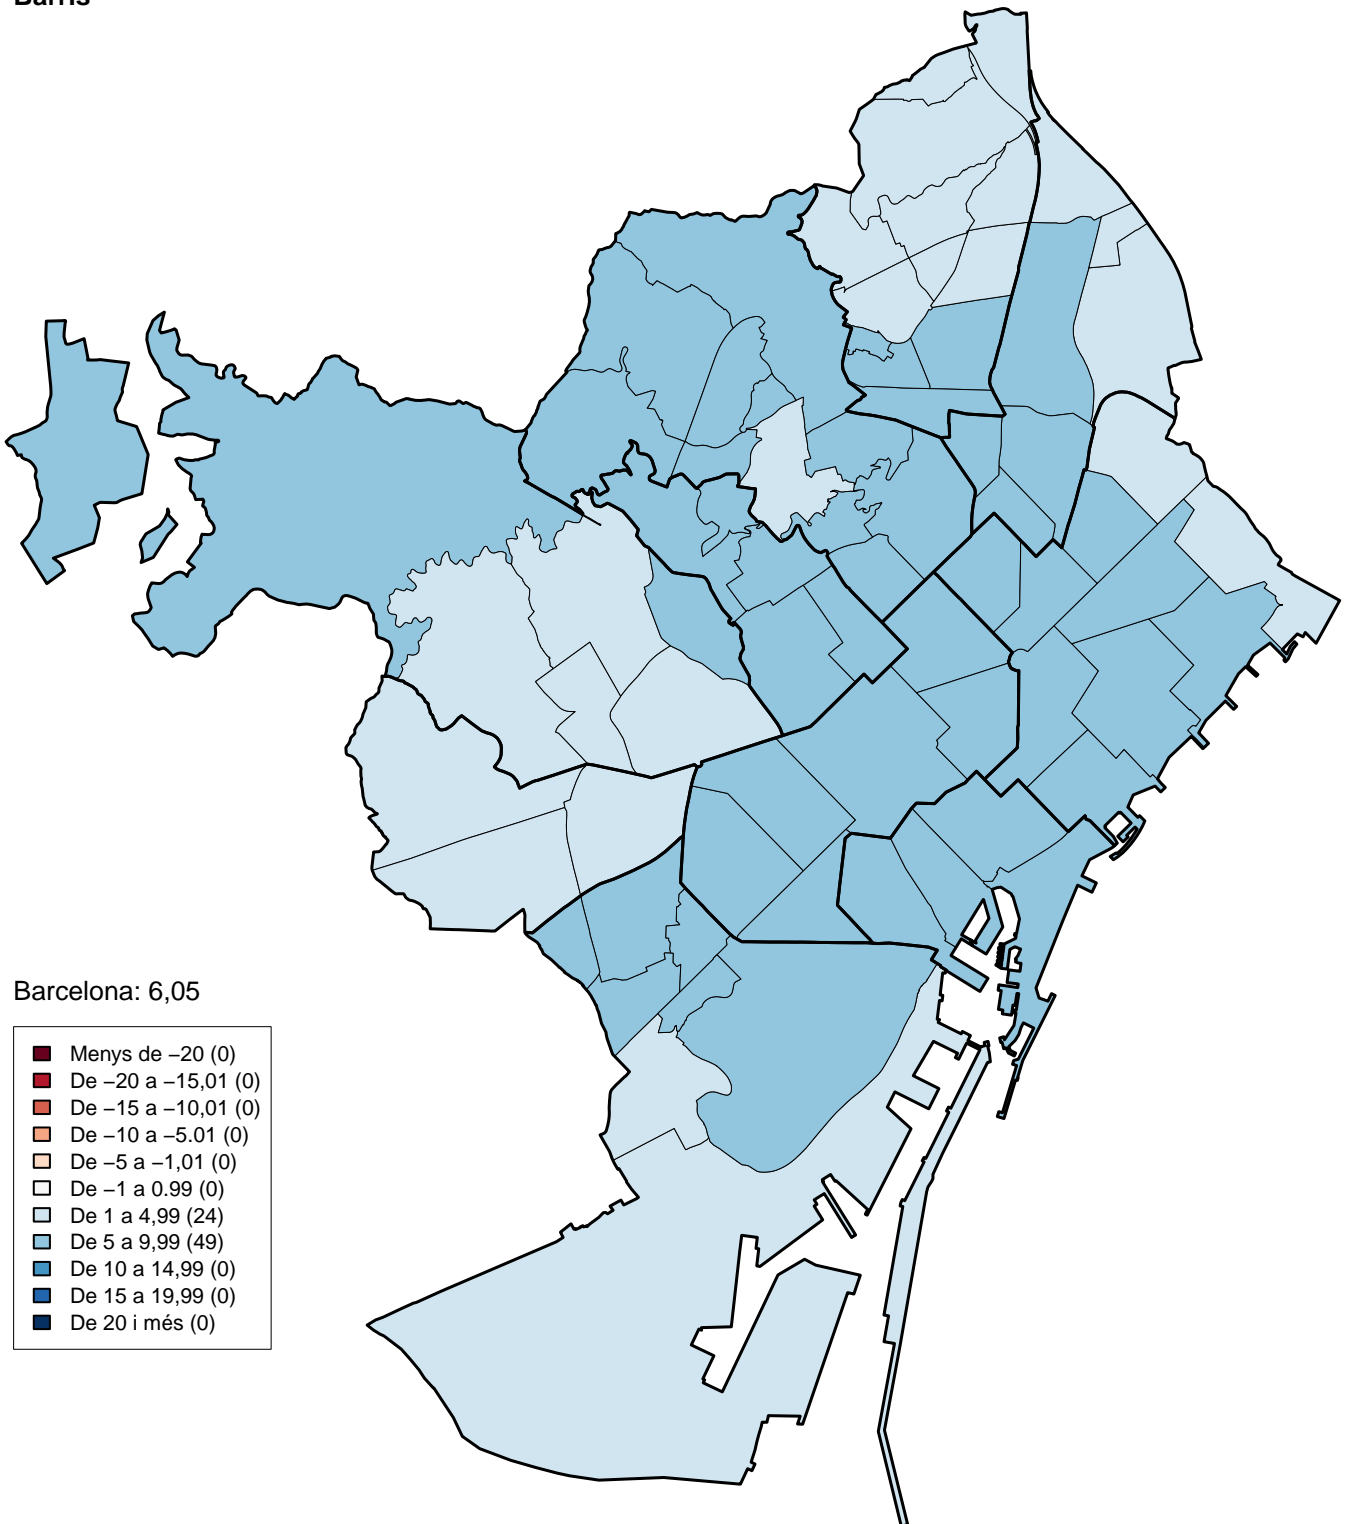 Barris
Barcelona: 6,05
Menys de −20 (0)
De −20 a −15,01 (0)
De −15 a −10,01 (0)
De −10 a −5.01 (0)
De −5 a −1,01 (0)
De −1 a 0.99 (0)
De 1 a 4,99 (24)
De 5 a 9,99 (49)
De 10 a 14,99 (0)
De 15 a 19,99 (0)
De 20 i més (0)